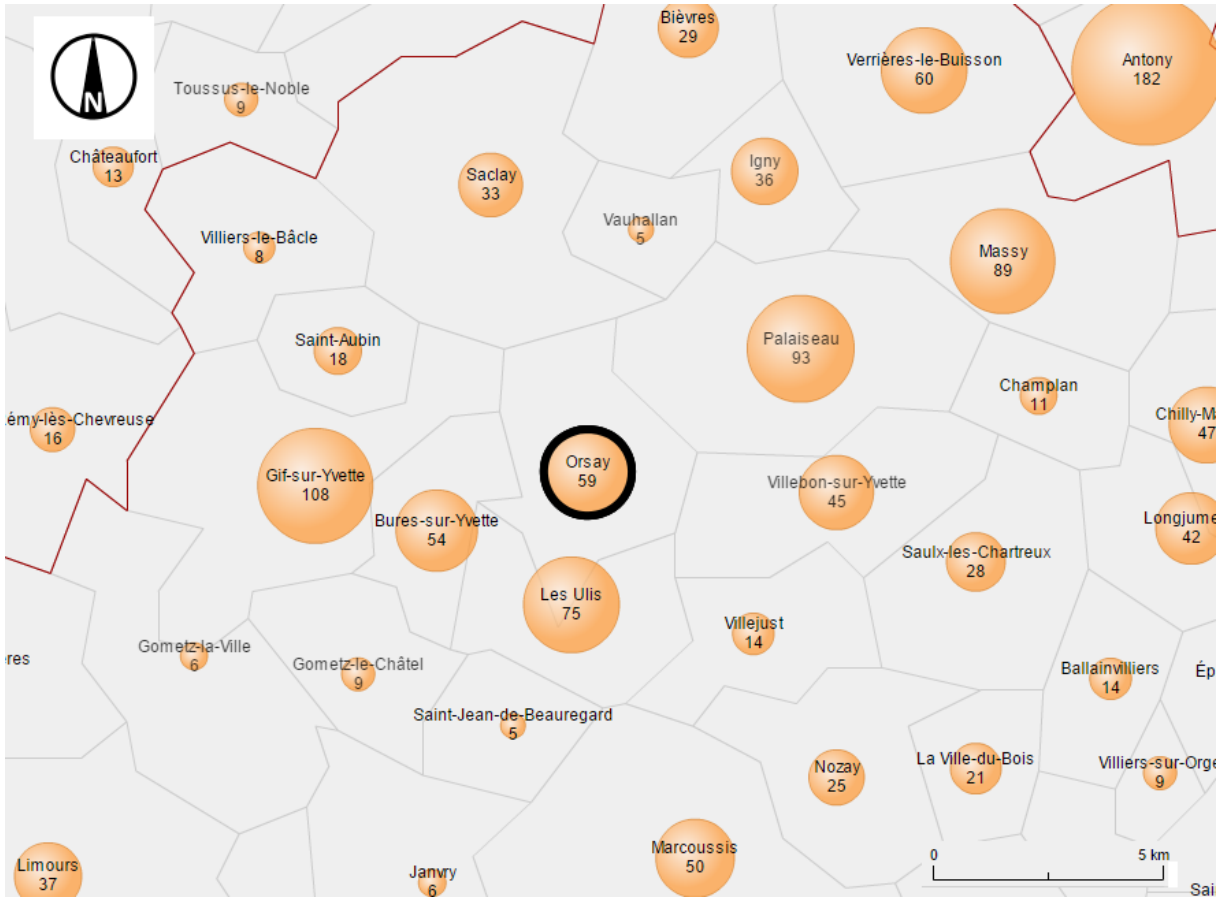 Bièvres
29
Verrières-le-Buisson
60
Antony
182
N
Toussus-le-Noble
9
Châteaufort
13
Saclay
33
Igny
36
Vauhallan
5
Villiers-le-Bâcle
8
Massy
89
Saint-Aubin
18
Palaiseau
93
Champlan
11
émy-lès-Chevreuse
16
Chilly-Ma
47
Gif-sur-Yvette
108
Orsay
59
Villebon-sur-Yvette
45
Bures-sur-Yvette
54
Longjume
42
Saulx-les-Chartreux
28
Les Ulis
75
Villejust
14
Gometz-la-Ville
6
ères
Gometz-le-Châtel
9
Ballainvilliers
14
Ép
Saint-Jean-de-Beauregard
5
Nozay
25
La Ville-du-Bois
21
Villiers-sur-Orge
9
Limours
37
Janvry
6
Marcoussis
50
0 5 km
Sai